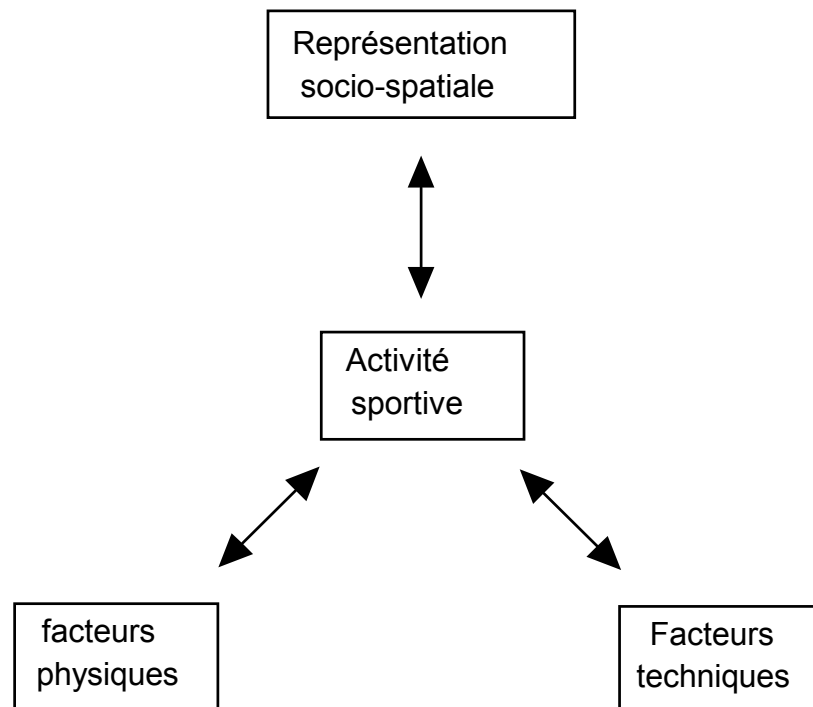 Représentation
socio-spatiale
Activité
sportive
facteurs
physiques
Facteurs
techniques